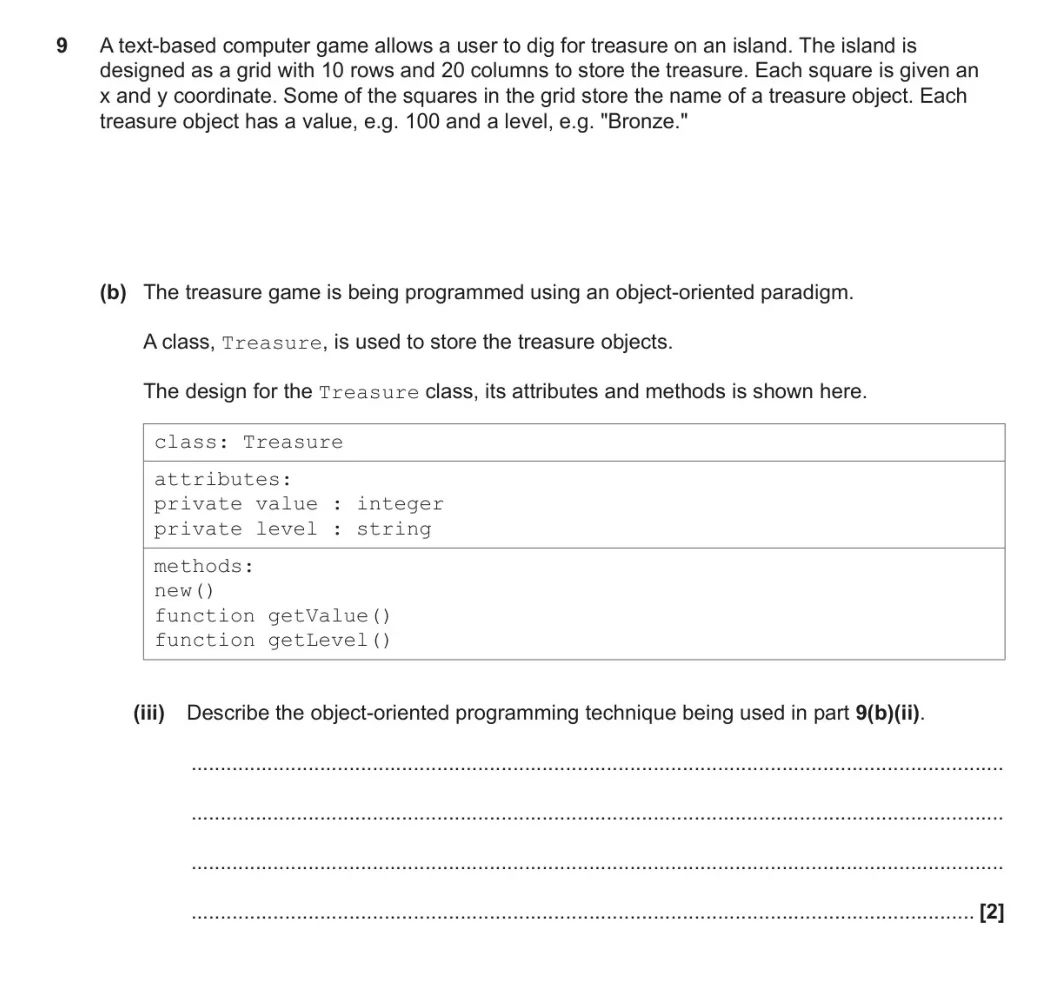 9 A text-based computer game allows a user to dig for treasure on an island. The island is
designed as a grid with 10 rows and 20 columns to store the treasure. Each square is given an
x and y coordinate. Some of the squares in the grid store the name of a treasure object. Each
treasure object has a value, e.g. 100 and a level, e.g. "Bronze."
(b) The treasure game is being programmed using an object-oriented paradigm.
A class, Treasure, is used to store the treasure objects.
The design for the Treasure class, its attributes and methods is shown here.
class: Treasure
attributes:
private value : integer
private level : string
methods:
new()
function getValue()
function getLevel()
(iii) Describe the object-oriented programming technique being used in part 9(b)(ii).
[2]